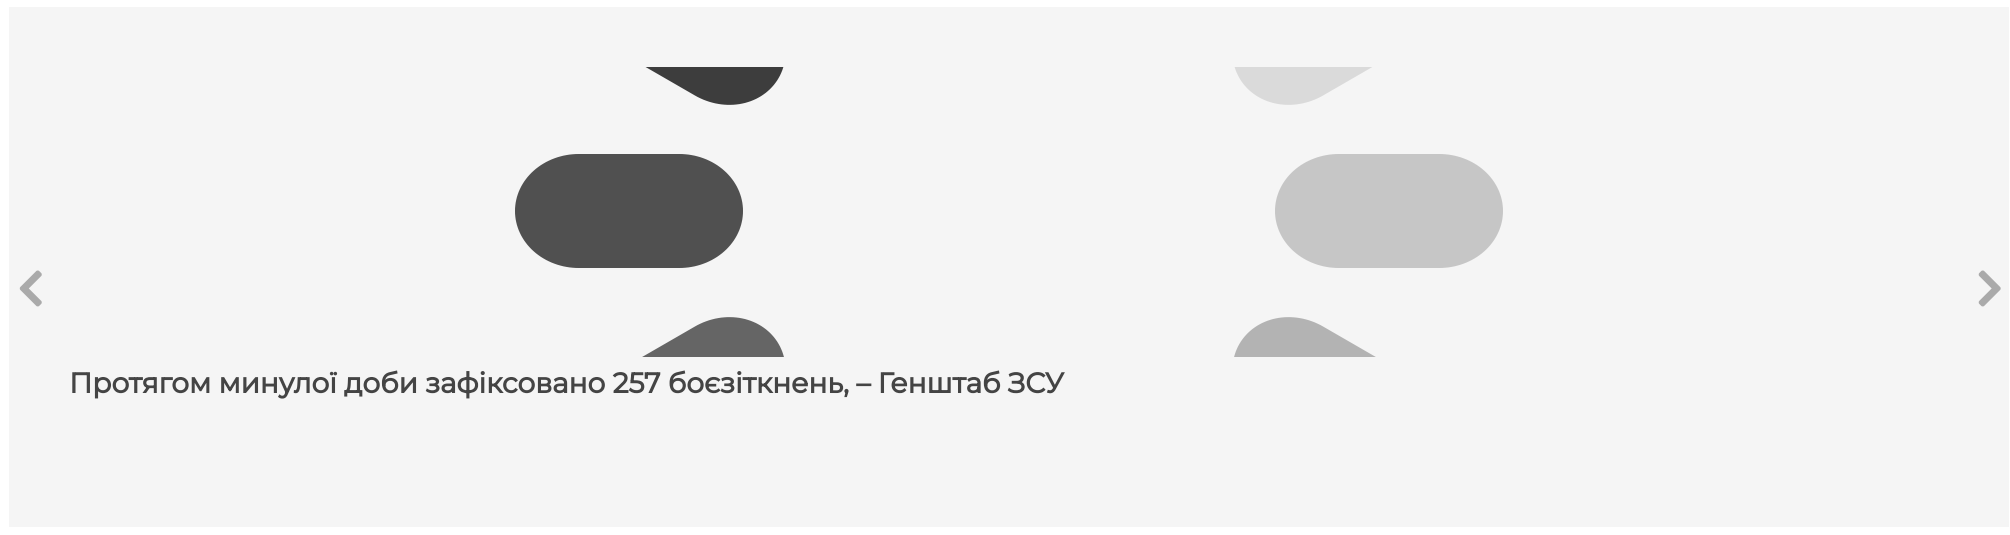 Протягом минулої доби зафіксовано 257 боєзіткнень, – Генштаб ЗСУ